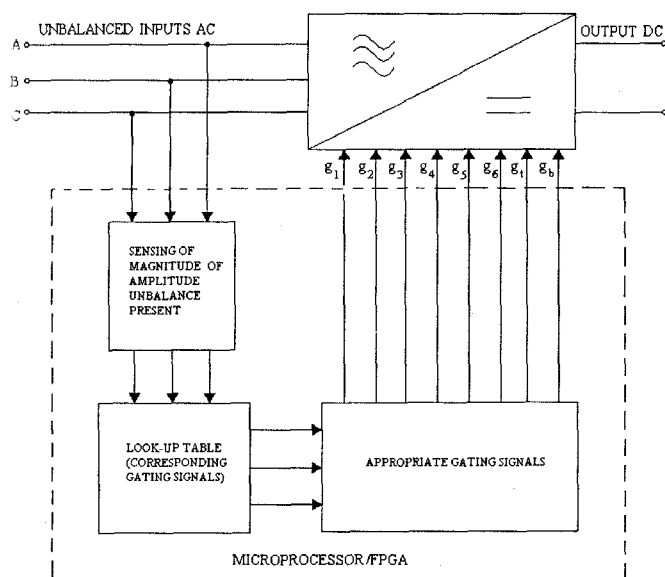 UNBALANCED INPUTS AC
OUTPUT DC
A
B
C
g1 g2 g3 g4 g5 g6 gt gb
SENSING OF
MAGNITUDE OF
AMPLITUDE
UNBALANCE
PRESENT
LOOK-UP TABLE
(CORRESPONDING
GATING SIGNALS)
APPROPRIATE GATING SIGNALS
MICROPROCESSOR/FPGA